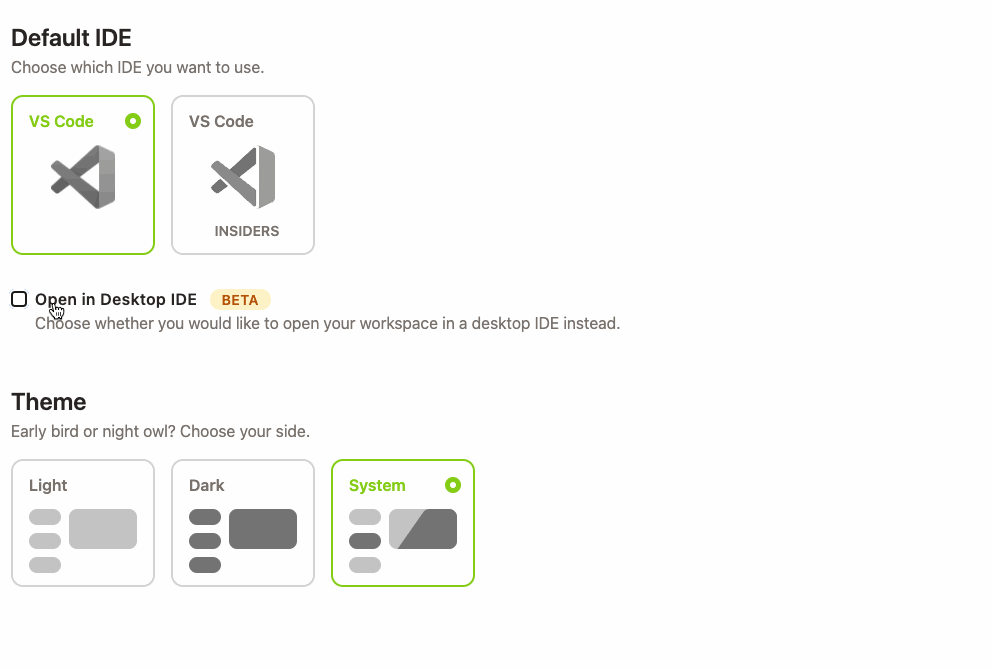 Default IDE
Choose which IDE you want to use.
VS Code
VS Code
INSIDERS
Open in Desktop IDE BETA
Choose whether you would like to open your workspace in a desktop IDE instead.
Theme
Early bird or night owl? Choose your side.
Light
Dark
System